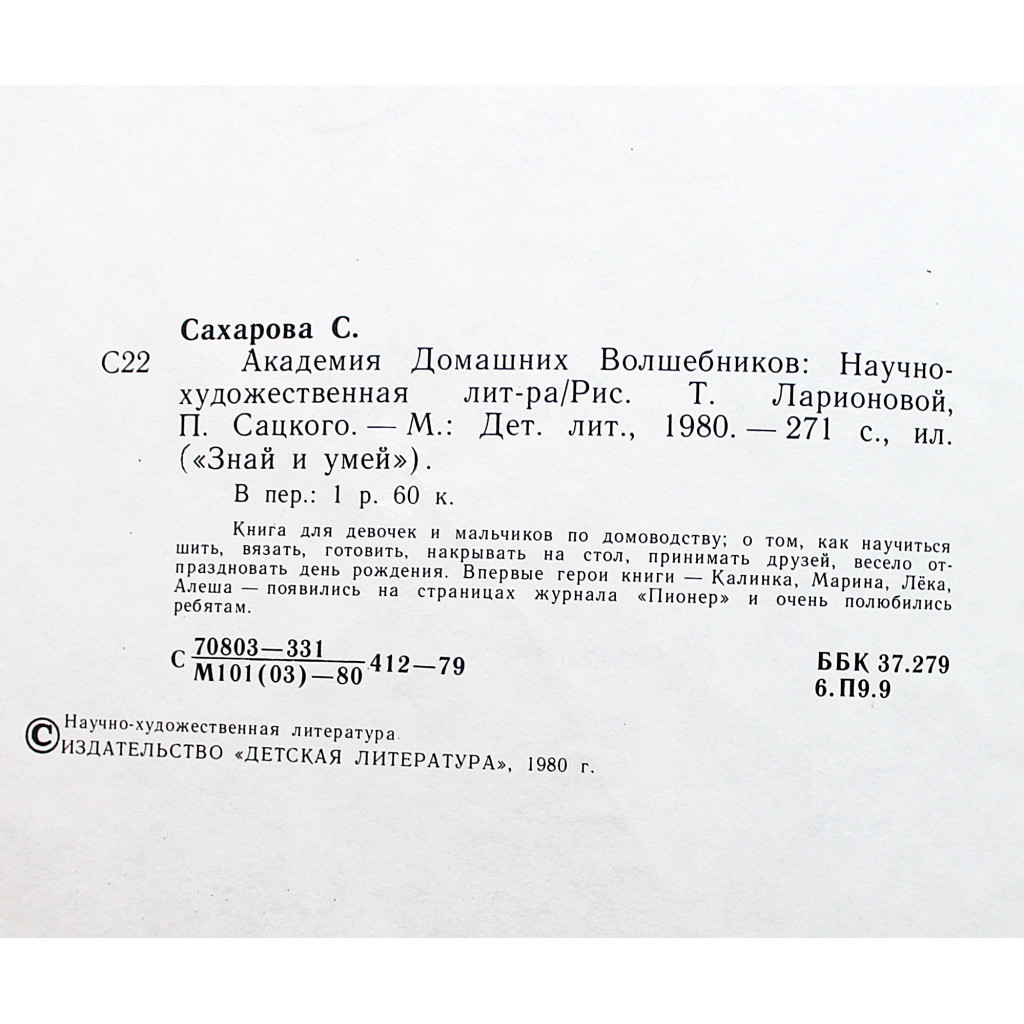 Сахарова С.
С22 Академия Домашних Волшебников: Научно-
художественная лит-ра/Рис. Т. Ларионовой,
П. Сацкого. — М.: Дет. лит., 1980. — 271 с., ил.
(«Знай и умей»).
В пер.: 1 р. 60 к.
Книга для девочек и мальчиков по домоводству; о том, как научиться
шить, вязать, готовить, накрывать на стол, принимать друзей, весело от-
праздновать день рождения. Впервые герои книги — Калинка, Марина, Лёка,
Алеша — появились на страницах журнала «Пионер» и очень полюбились
ребятам.
С 70803—331
М101(03)—80 412—79
ББК 37.279
6.П9.9
Научно-художественная литература
© ИЗДАТЕЛЬСТВО «ДЕТСКАЯ ЛИТЕРАТУРА», 1980 г.